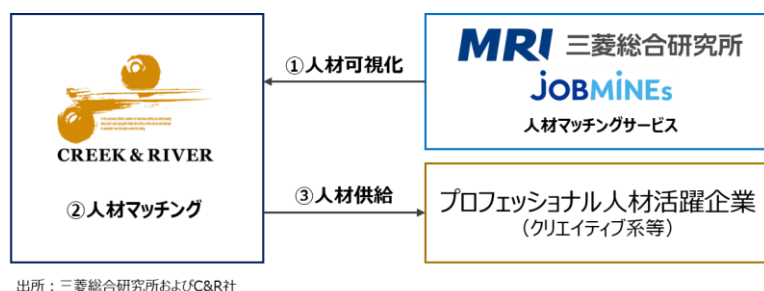 CREEK & RIVER
②人材マッチング
①人材可視化
③人材供給
MRI 三菱総合研究所
JOBMINEs
人材マッチングサービス
プロフェッショナル人材活躍企業
（クリエイティブ系等）
出所：三菱総合研究所およびC&R社